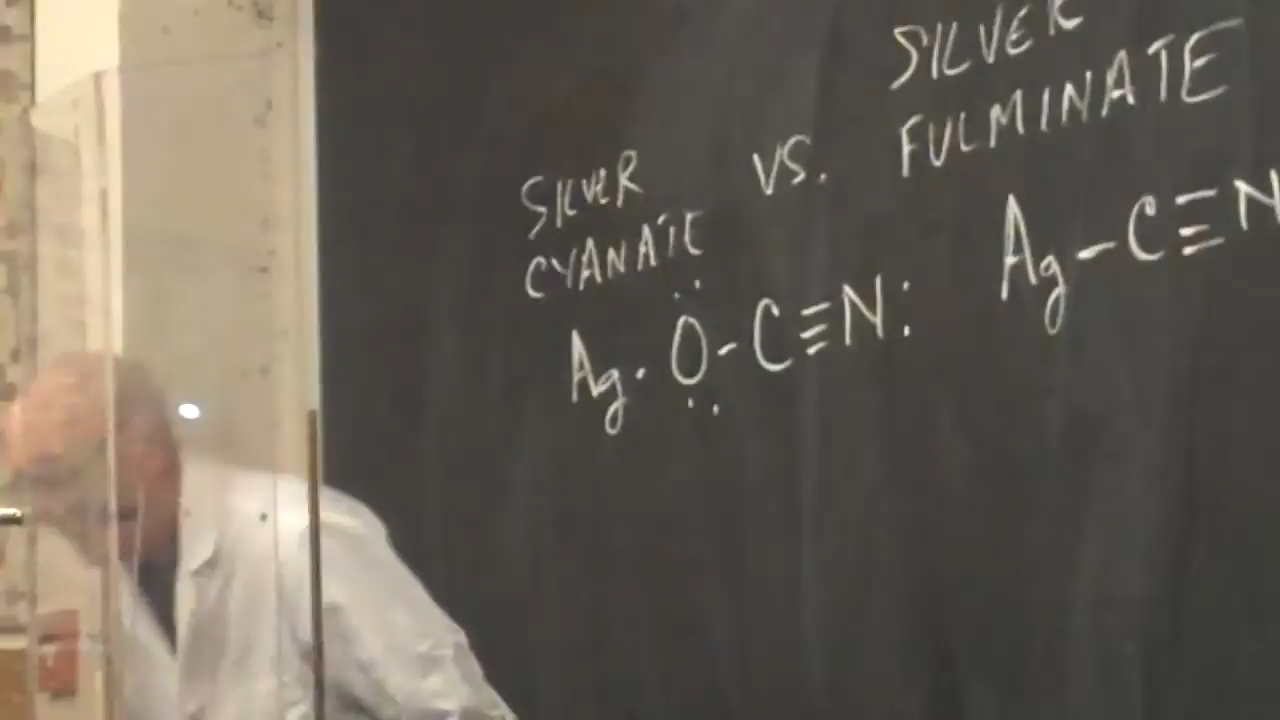 SILVER
FULMINATE
VS.
SILVER
CYANATE
Ag·O-C≡N:
Ag-C≡N